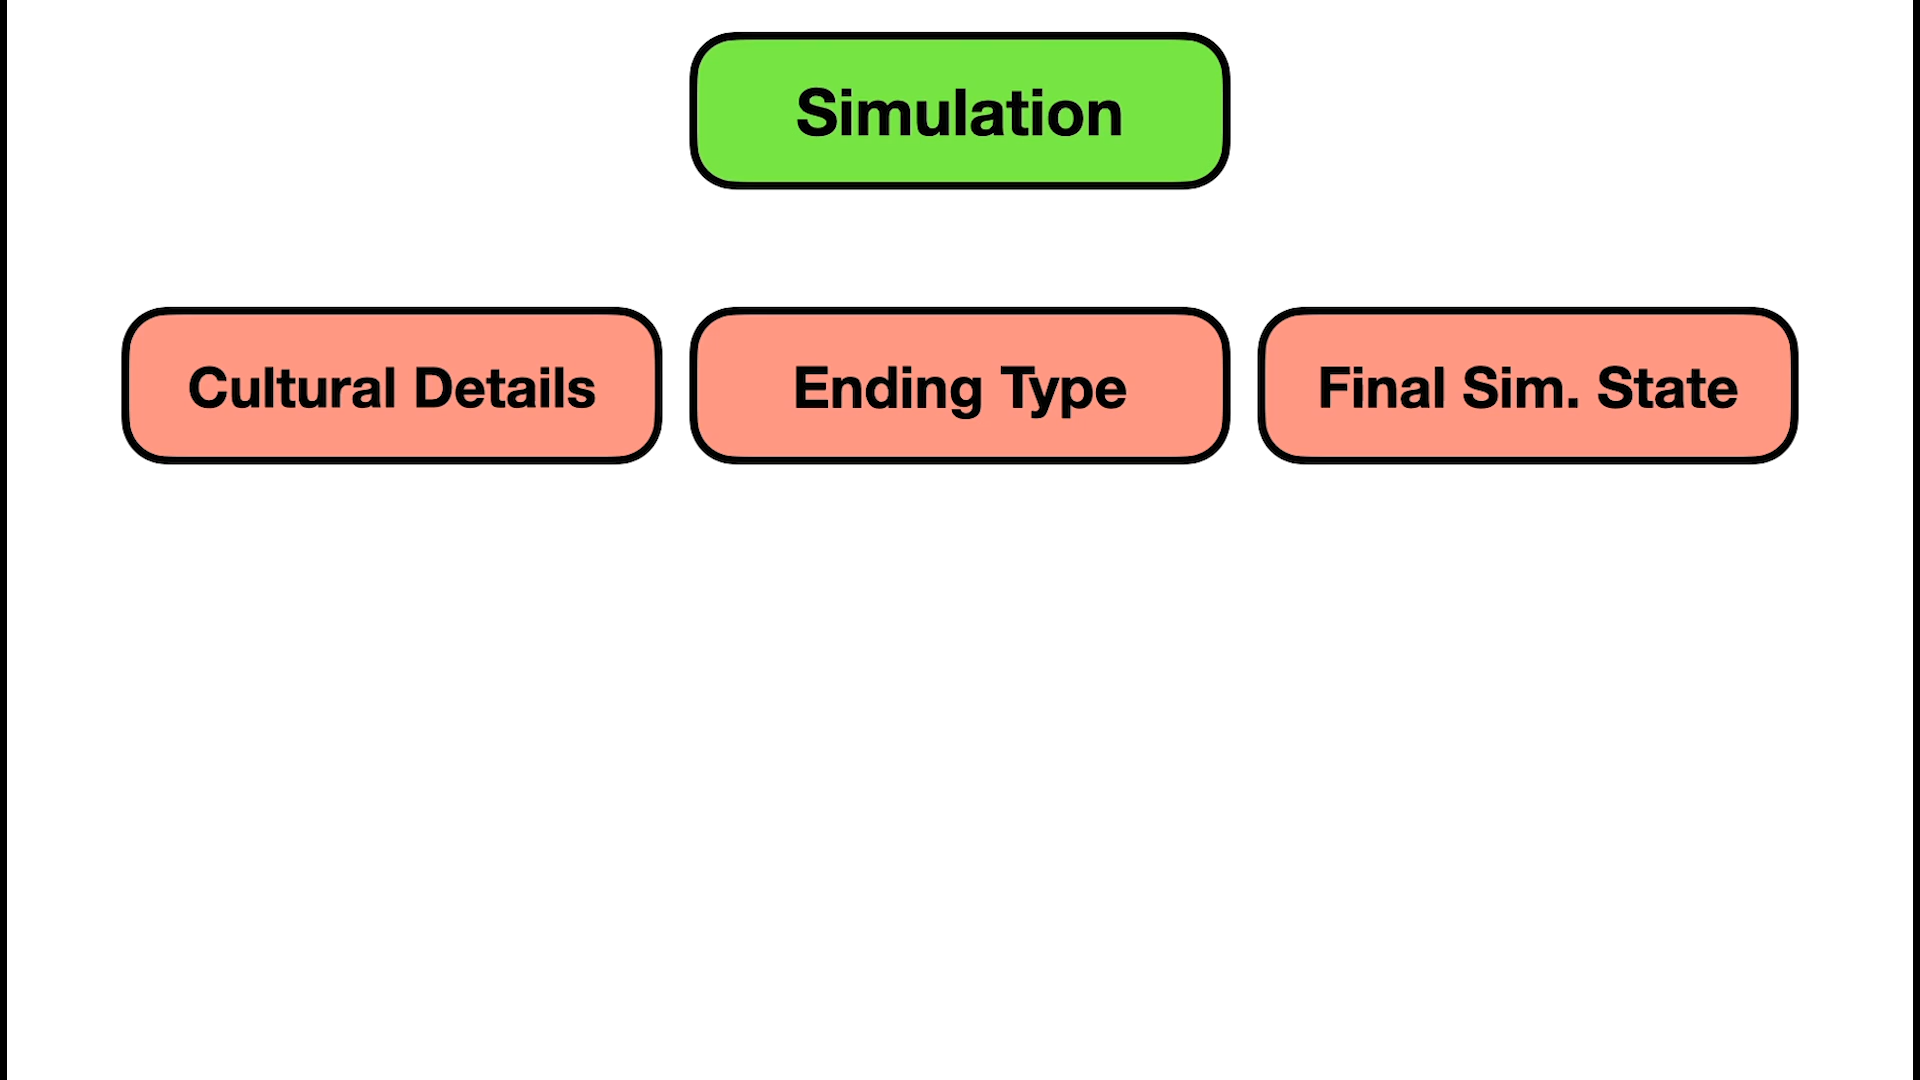 Simulation
Cultural Details
Ending Type
Final Sim. State